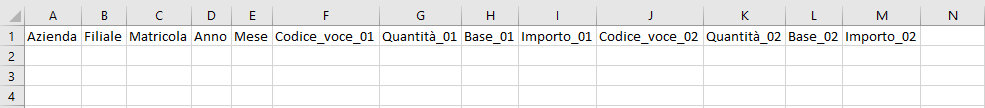 A B C D E F G H I J K L M N
1 Azienda Filiale Matricola Anno Mese Codice_voce_01 Quantità_01 Base_01 Importo_01 Codice_voce_02 Quantità_02 Base_02 Importo_02
2
3
4